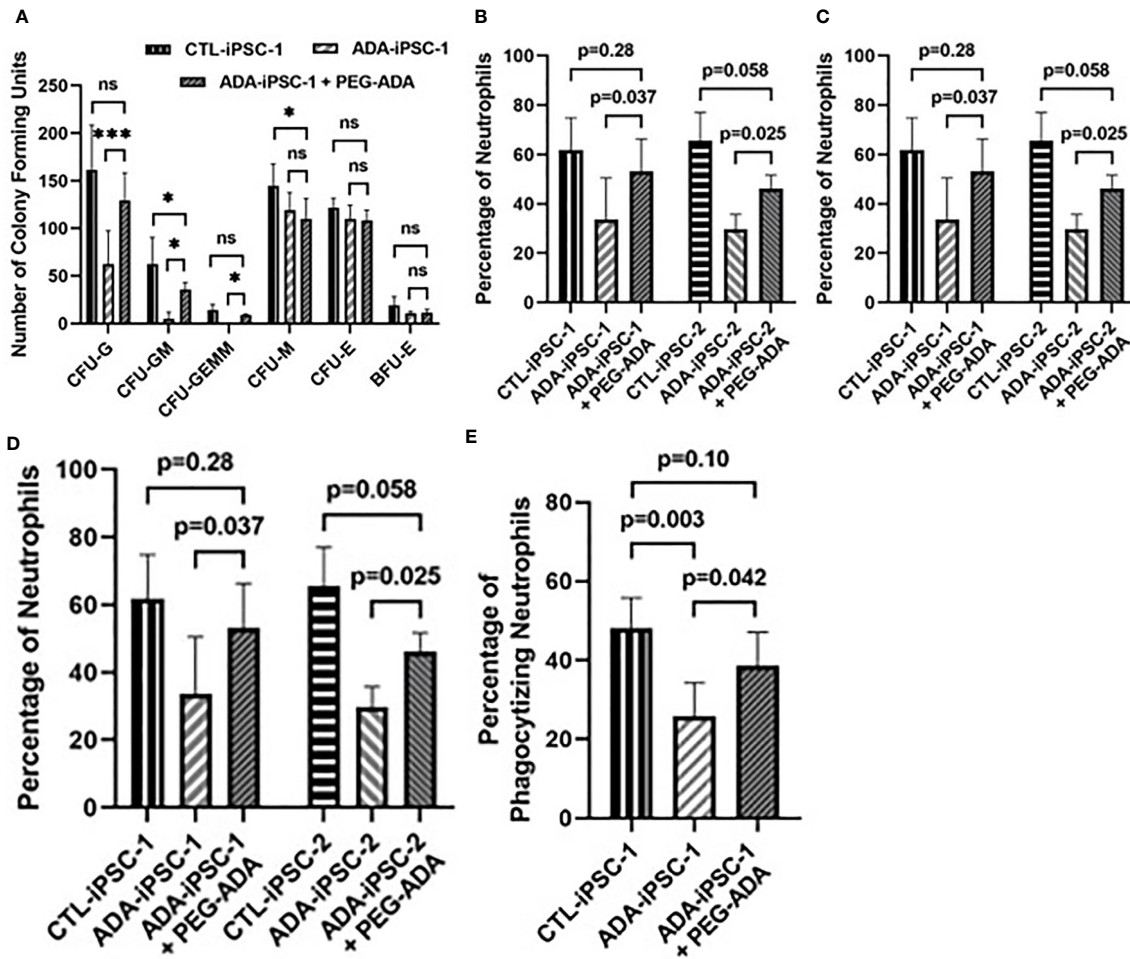 A
CTL-iPSC-1
ADA-iPSC-1
ADA-iPSC-1 + PEG-ADA
Number of Colony Forming Units
250
200
150
100
50
0
ns
***
*
*
ns
*
*
ns
ns
ns
ns
ns
CFU-G
CFU-GM
CFU-GEMM
CFU-M
CFU-E
BFU-E
B
Percentage of Neutrophils
100
80
60
40
20
0
p=0.28
p=0.037
p=0.058
p=0.025
CTL-iPSC-1
ADA-iPSC-1
ADA-iPSC-1
+ PEG-ADA
CTL-iPSC-2
ADA-iPSC-2
ADA-iPSC-2
+ PEG-ADA
C
Percentage of Neutrophils
100
80
60
40
20
0
p=0.28
p=0.037
p=0.058
p=0.025
CTL-iPSC-1
ADA-iPSC-1
ADA-iPSC-1
+ PEG-ADA
CTL-iPSC-2
ADA-iPSC-2
ADA-iPSC-2
+ PEG-ADA
D
Percentage of Neutrophils
100
80
60
40
20
0
p=0.28
p=0.037
p=0.058
p=0.025
CTL-iPSC-1
ADA-iPSC-1
ADA-iPSC-1
+ PEG-ADA
CTL-iPSC-2
ADA-iPSC-2
ADA-iPSC-2
+ PEG-ADA
E
Percentage of
Phagocytizing Neutrophils
80
60
40
20
0
p=0.10
p=0.003
p=0.042
CTL-iPSC-1
ADA-iPSC-1
ADA-iPSC-1
+ PEG-ADA